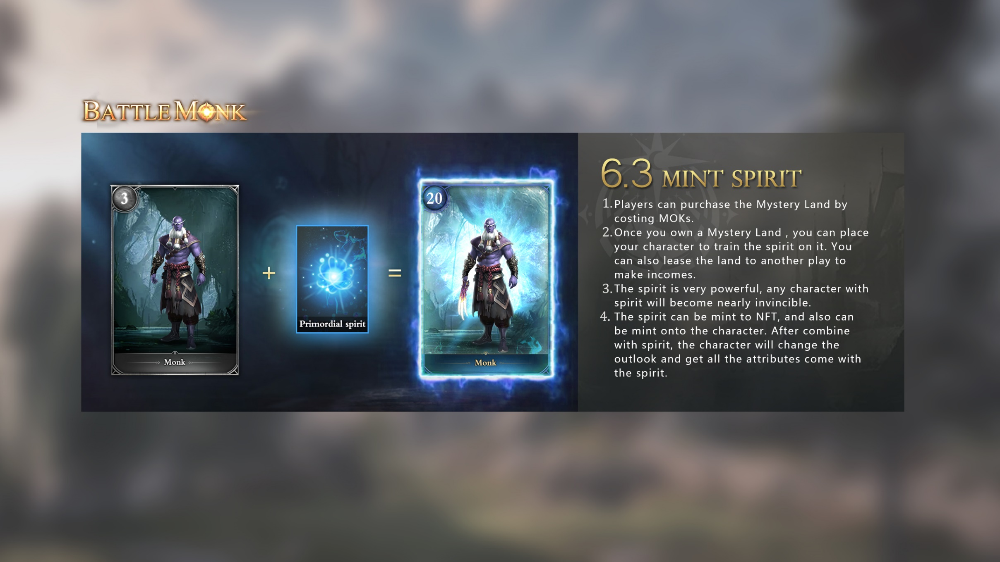 BATTLE MONK
3
Monk
+
Primordial spirit
=
20
Monk
6.3 MINT SPIRIT
1. Players can purchase the Mystery Land by
costing MOKs.
2. Once you own a Mystery Land , you can place
your character to train the spirit on it. You
can also lease the land to another play to
make incomes.
3. The spirit is very powerful, any character with
spirit will become nearly invincible.
4. The spirit can be mint to NFT, and also can
be mint onto the character. After combine
with spirit, the character will change the
outlook and get all the attributes come with
the spirit.